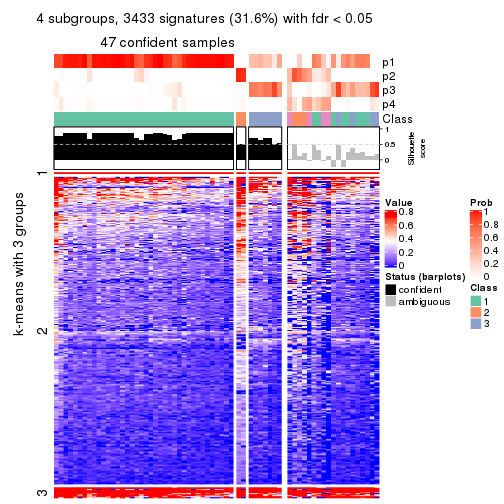 4 subgroups, 3433 signatures (31.6%) with fdr < 0.05
47 confident samples
p1
p2
p3
p4
Class
1
0.5
0
Silhouette
score
k-means with 3 groups
1
2
3
Value
0.8
0.6
0.4
0.2
0
Status (barplots)
confident
ambiguous
Prob
1
0.8
0.6
0.4
0.2
0
Class
1
2
3